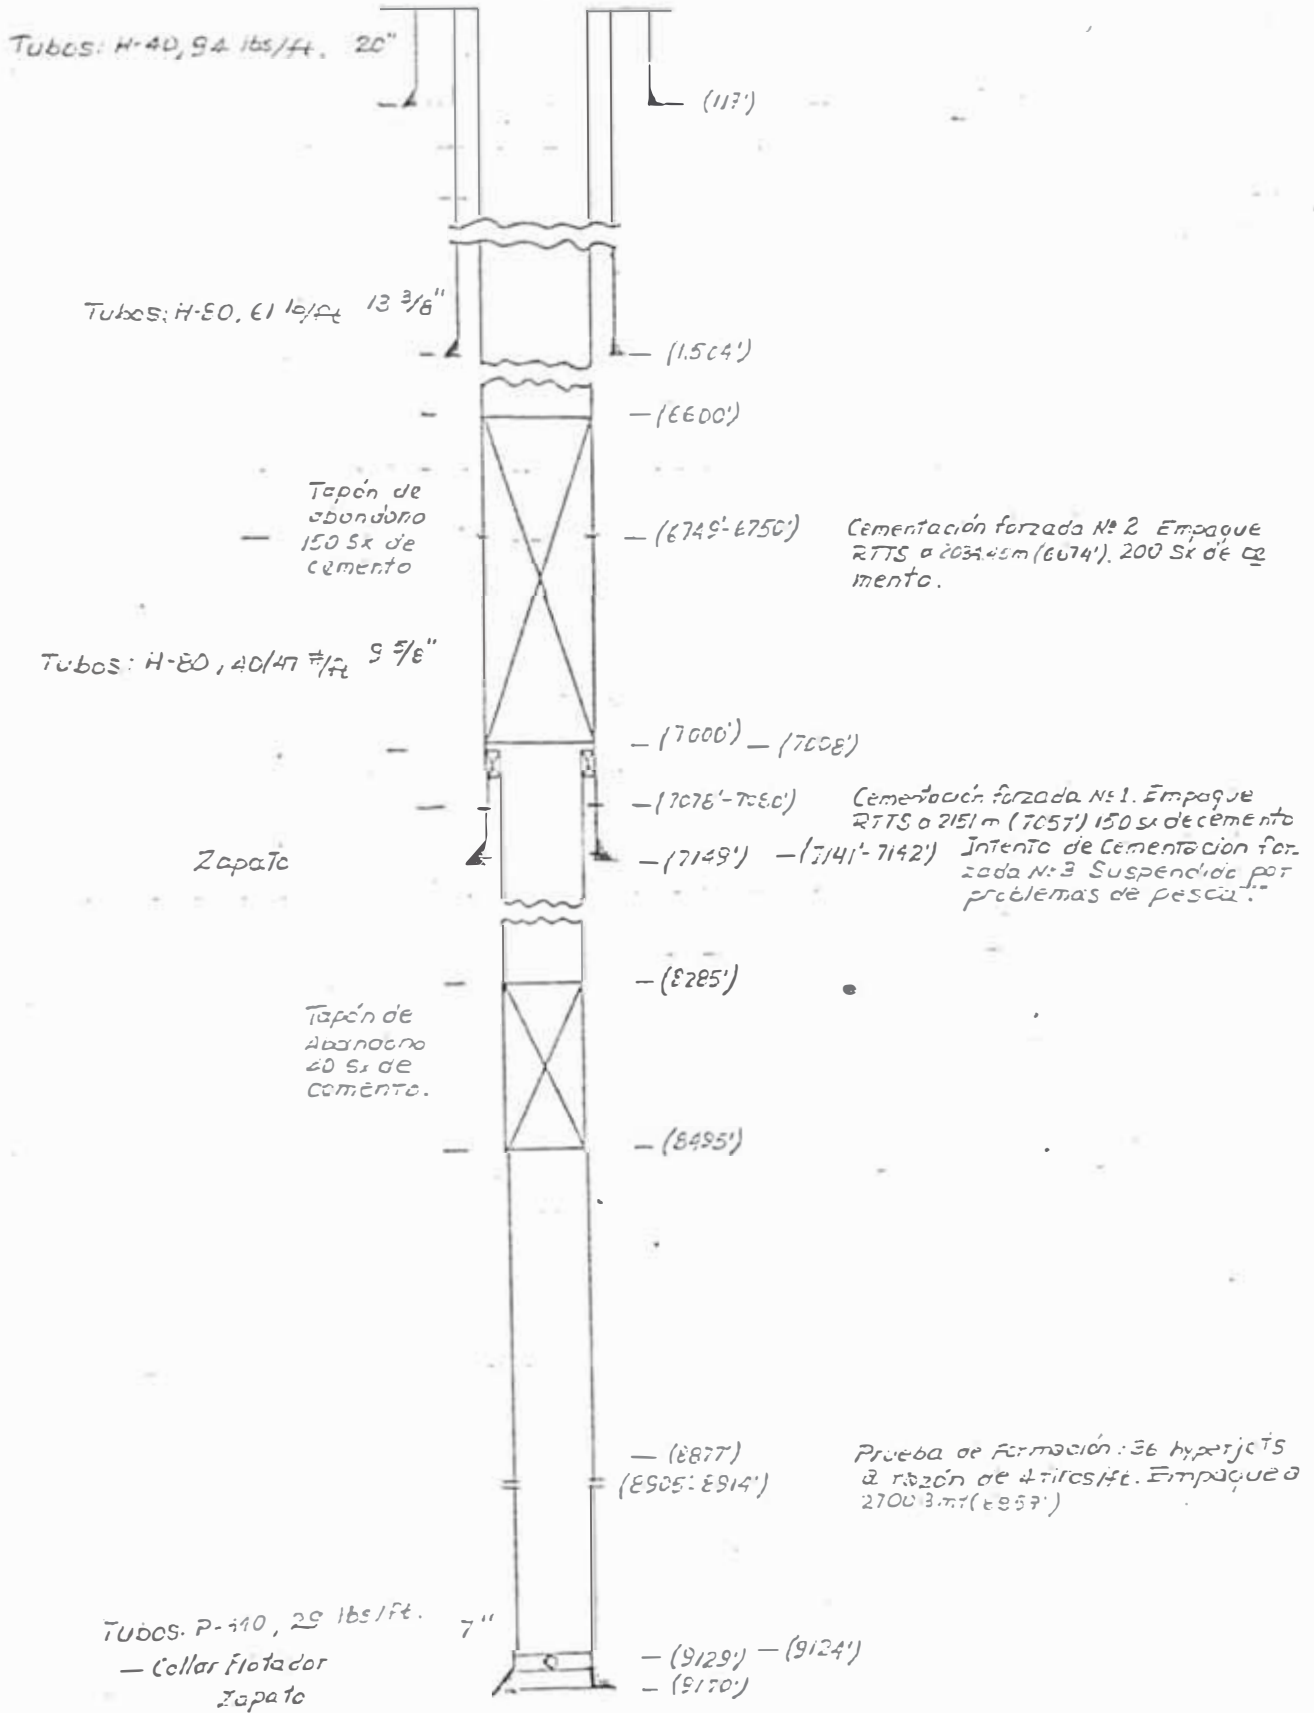 Tubos: H-40, 94 lbs/ft. 20"
(117')
Tubos: H-80, 61 lb/ft 13 3/8"
(1.504')
(6600')
Tapón de
abandono
150 Sx de
cemento
(6749'-6750')
Cementación forzada Nº 2 Empaque
RTTS a 2034.45m (6674'). 200 Sx de ce
mento.
Tubos: H-80, 40/47 #/ft 9 5/8"
(7000') — (7008')
(7078'-7080')
Cementación forzada Nº 1. Empaque
RTTS a 2151 m (7057') 150 sx de cemento
Zapato
(7149') — (7141'-7142')
Intento de Cementación for-
zada Nº 3 Suspendido por
problemas de pesca
(8285')
Tapón de
Abandono
40 Sx de
cemento.
(8495')
(8877')
(8905'-8914')
Prueba de Formación: 36 hyperjets
a razón de 4 tiros/ft. Empaque a
Tubos. P-110, 29 lbs/ft. 7"
— Collar flotador
Zapato
(9129') — (9124')
(9170')